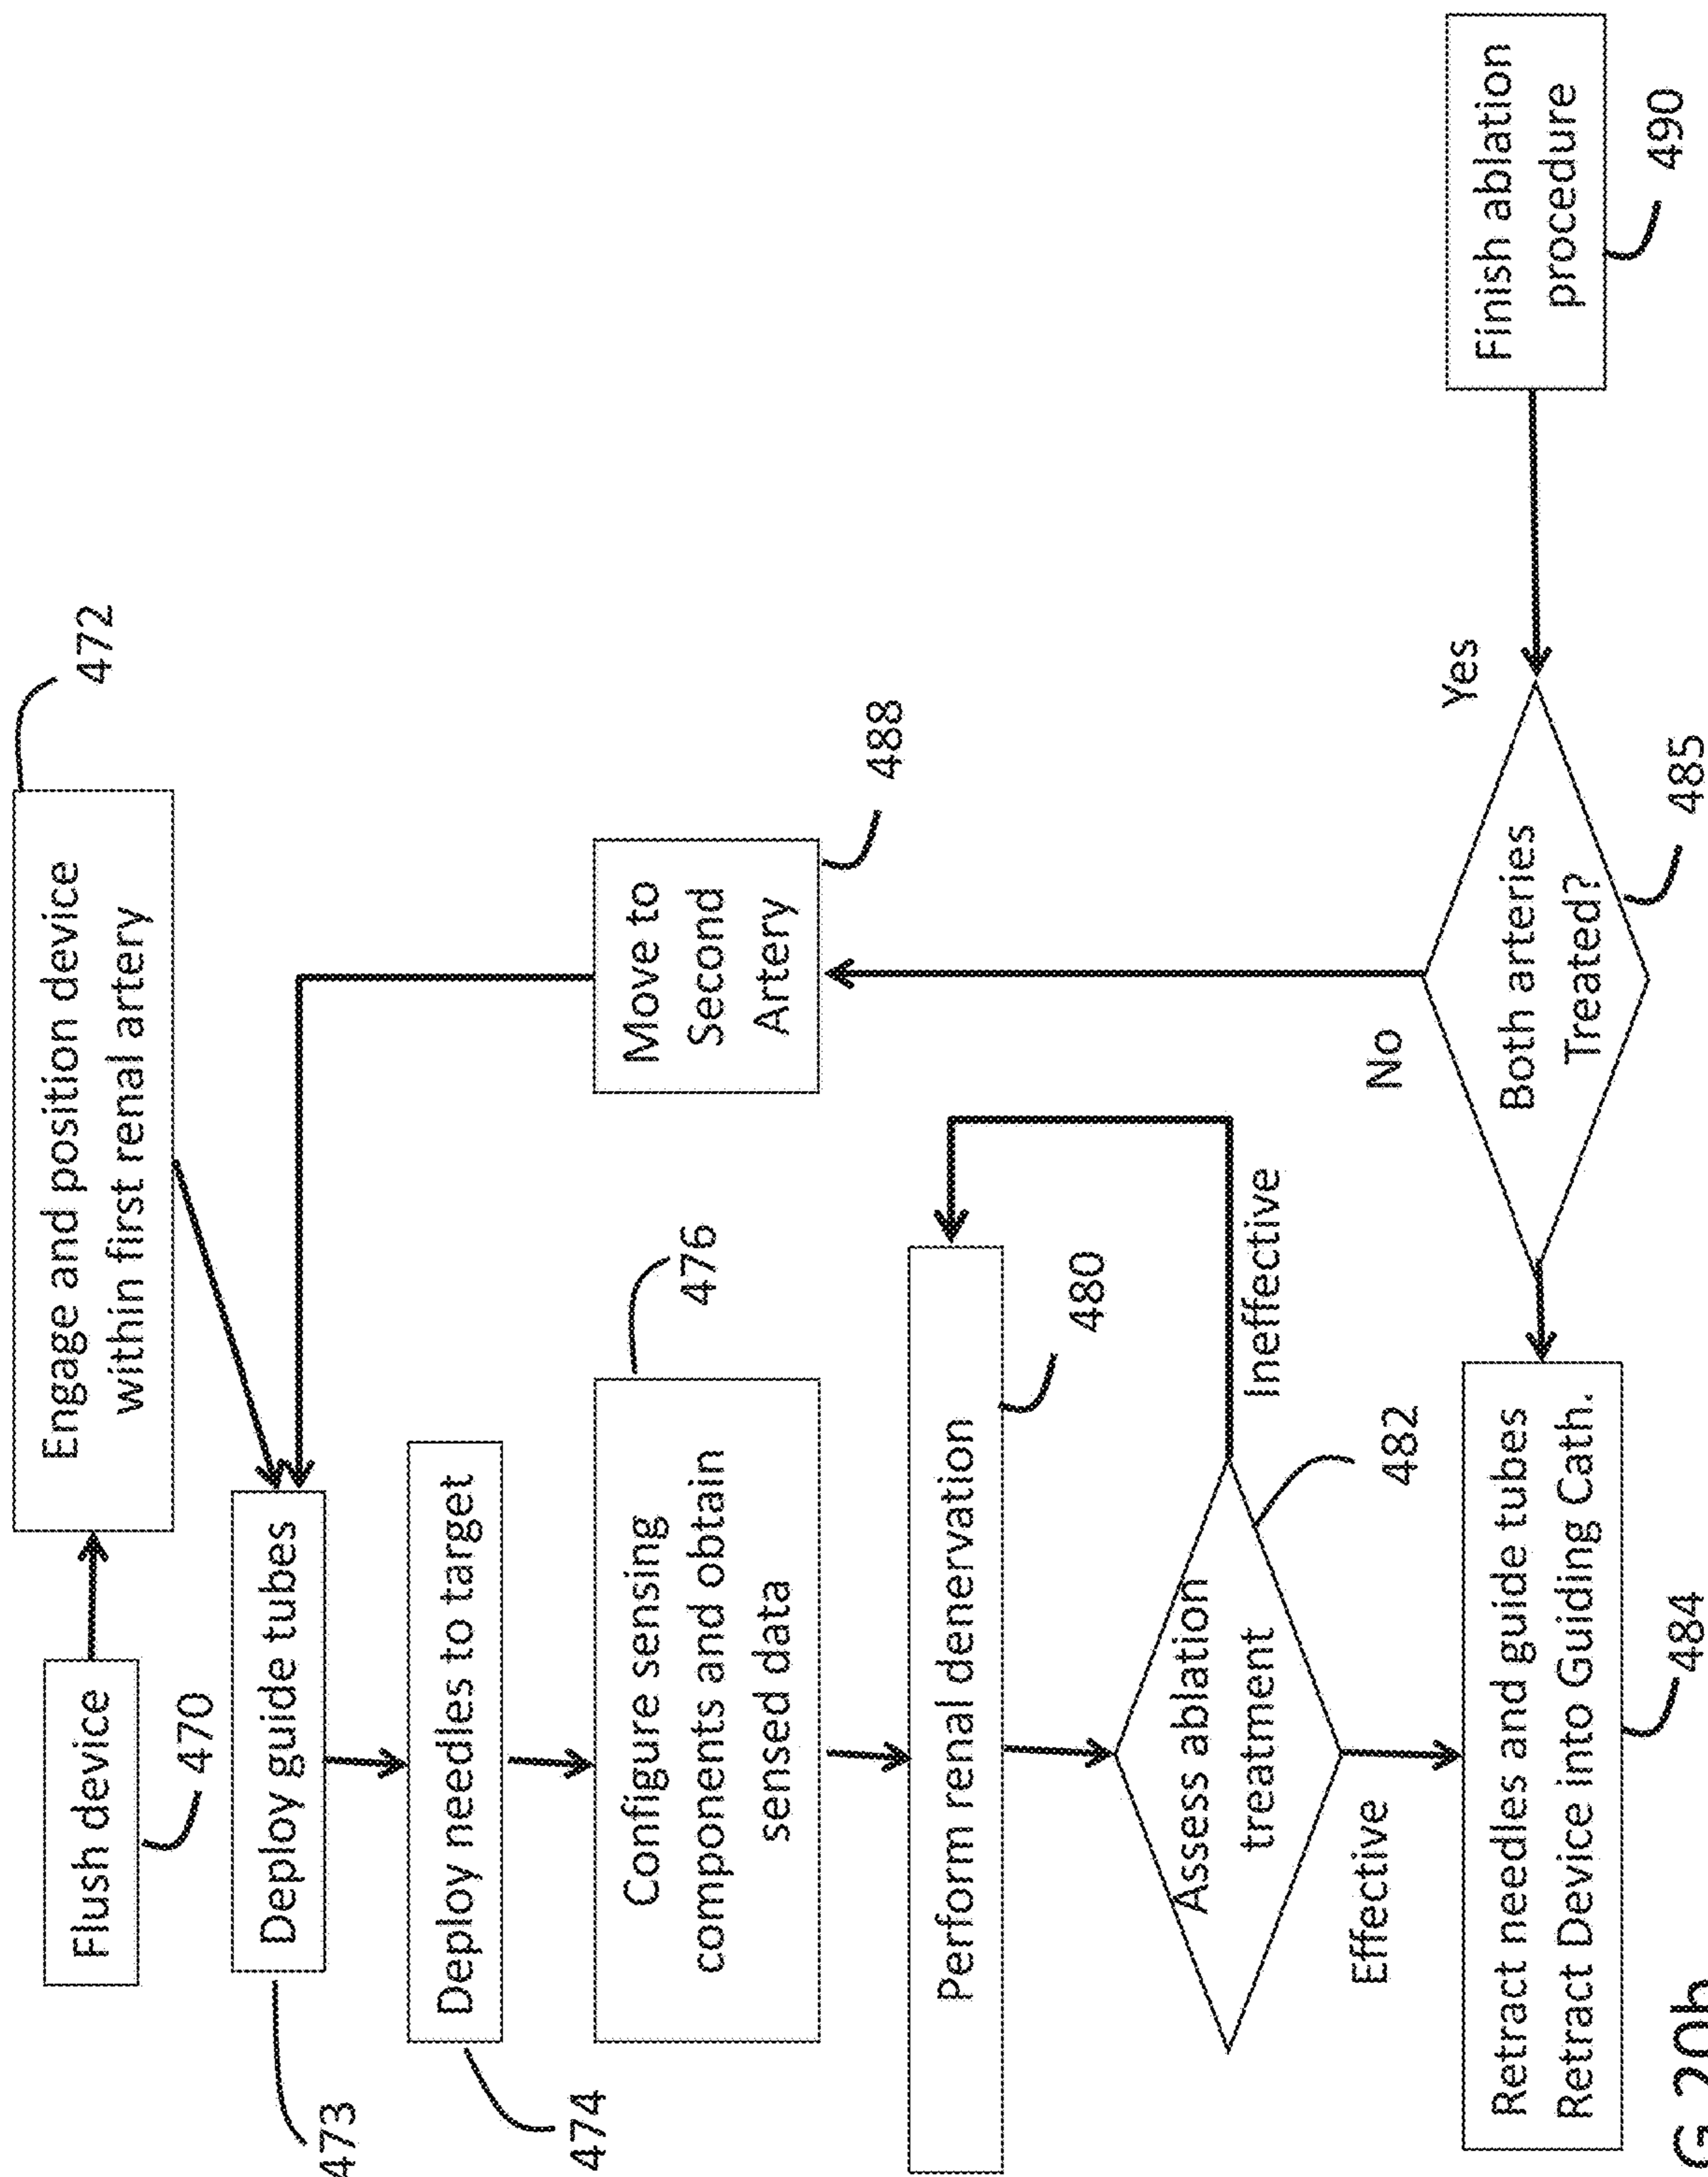 Flush device
470
Engage and position device
within first renal artery
472
Deploy guide tubes
473
Deploy needles to target
474
Configure sensing
components and obtain
sensed data
476
Move to
Second
Artery
488
Perform renal denervation
480
Assess ablation
treatment
482
Ineffective
Effective
Retract needles and guide tubes
Retract Device into Guiding Cath.
484
Both arteries
Treated?
485
No
Yes
Finish ablation
procedure
490
G 20b